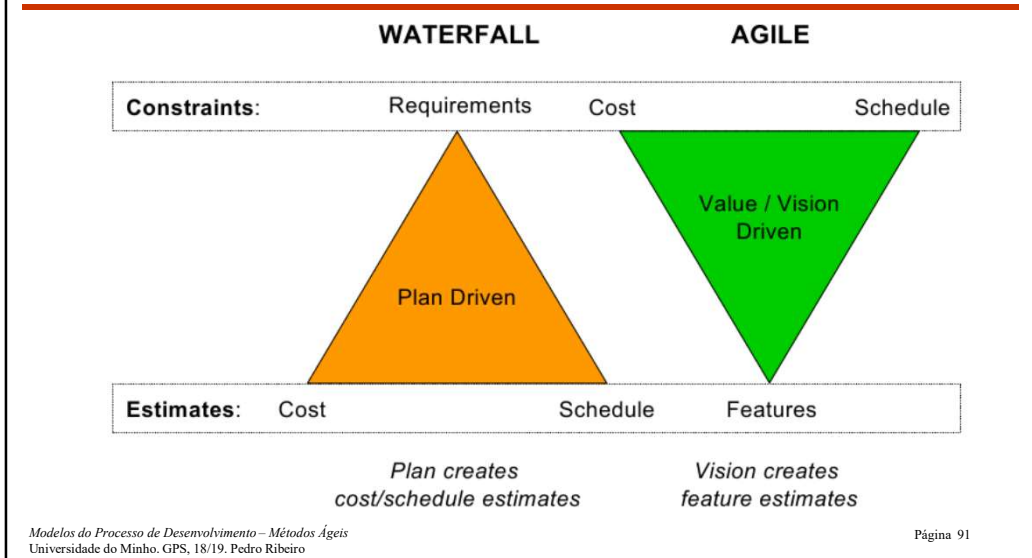 WATERFALL AGILE
Constraints: Requirements Cost Schedule
Value / Vision
Driven
Plan Driven
Estimates: Cost Schedule Features
Plan creates Vision creates
cost/schedule estimates feature estimates
Modelos do Processo de Desenvolvimento – Métodos Ágeis Página 91
Universidade do Minho. GPS, 18/19. Pedro Ribeiro